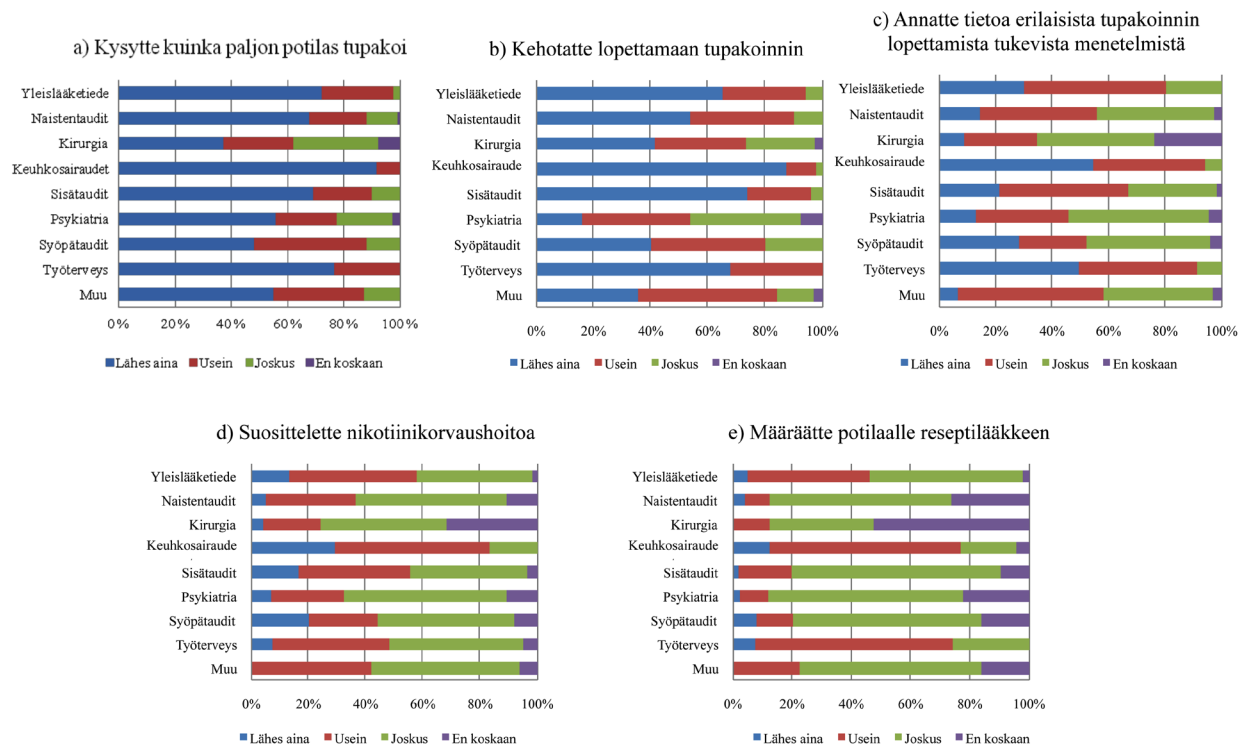 a) Kysytte kuinka paljon potilas tupakoi
Yleislääketiede
Naistentaudit
Kirurgia
Keuhkosairaudet
Sisätaudit
Psykiatria
Syöpätaudit
Työterveys
Muu
0% 20% 40% 60% 80% 100%
Lähes aina Usein Joskus En koskaan
b) Kehotatte lopettamaan tupakoinnin
Yleislääketiede
Naistentaudit
Kirurgia
Keuhkosairaude
Sisätaudit
Psykiatria
Syöpätaudit
Työterveys
Muu
0% 20% 40% 60% 80% 100%
Lähes aina Usein Joskus En koskaan
c) Annatte tietoa erilaisista tupakoinnin
lopettamista tukevista menetelmistä
Yleislääketiede
Naistentaudit
Kirurgia
Keuhkosairaude
Sisätaudit
Psykiatria
Syöpätaudit
Työterveys
Muu
0% 20% 40% 60% 80% 100%
Lähes aina Usein Joskus En koskaan
d) Suosittelette nikotiinikorvaushoitoa
Yleislääketiede
Naistentaudit
Kirurgia
Keuhkosairaude
Sisätaudit
Psykiatria
Syöpätaudit
Työterveys
Muu
0% 20% 40% 60% 80% 100%
Lähes aina Usein Joskus En koskaan
e) Määräätte potilaalle reseptilääkkeen
Yleislääketiede
Naistentaudit
Kirurgia
Keuhkosairaude
Sisätaudit
Psykiatria
Syöpätaudit
Työterveys
Muu
0% 20% 40% 60% 80% 100%
Lähes aina Usein Joskus En koskaan